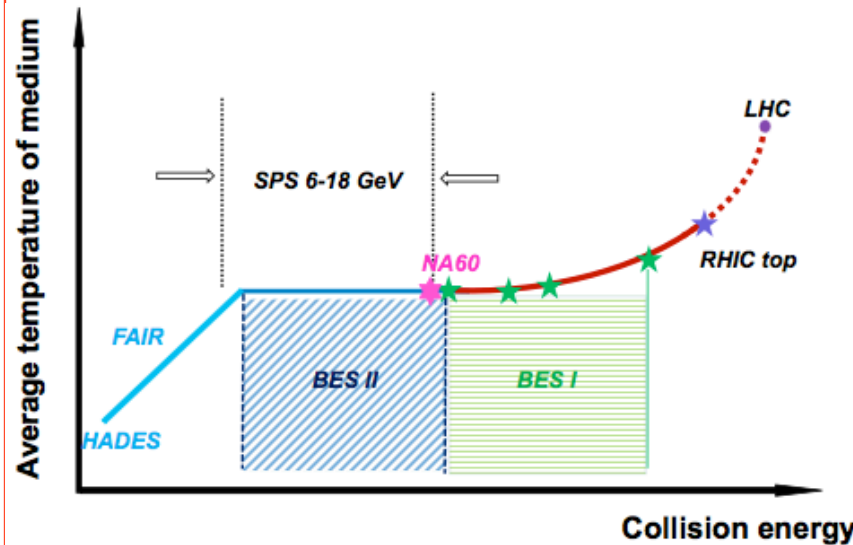 Average temperature of medium
LHC
SPS 6-18 GeV
NA60
RHIC top
FAIR
BES II
BES I
HADES
Collision energy